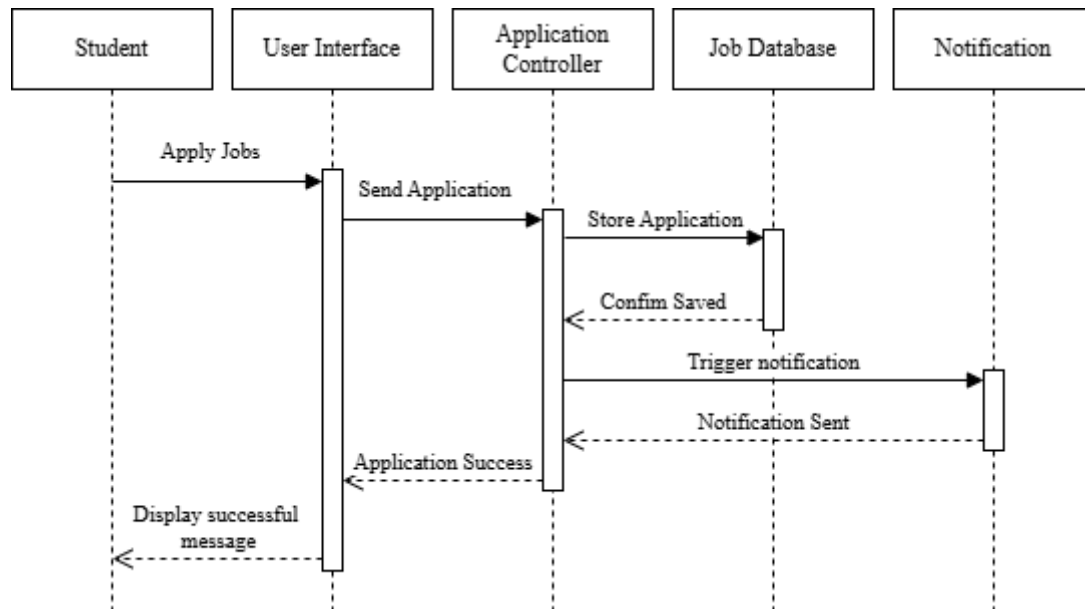 Student
User Interface
Application
Controller
Job Database
Notification
Apply Jobs
Send Application
Store Application
Confim Saved
Trigger notification
Notification Sent
Application Success
Display successful
message